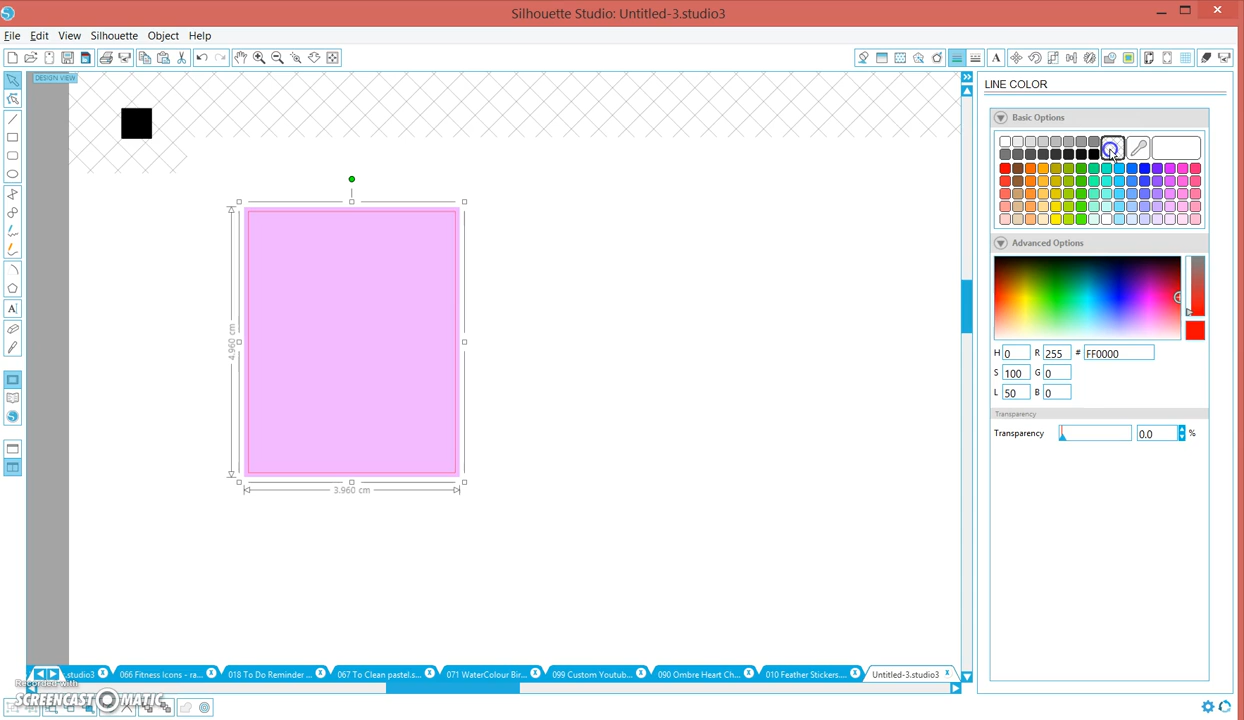 Silhouette Studio: Untitled-3.studio3
File Edit View Silhouette Object Help
DESIGN VIEW
LINE COLOR
Basic Options
Advanced Options
H 0 R 255 # FF0000
S 100 G 0
L 50 B 0
Transparency
Transparency 0.0 %
4.960 cm
3.960 cm
.studio3 066 Fitness Icons - ra... 018 To Do Reminder ... 067 To Clean pastel.s... 071 WaterColour Bir... 099 Custom Youtub... 090 Ombre Heart Ch... 010 Feather Stickers.... Untitled-3.studio3
Recorded with
SCREENCAST-O-MATIC